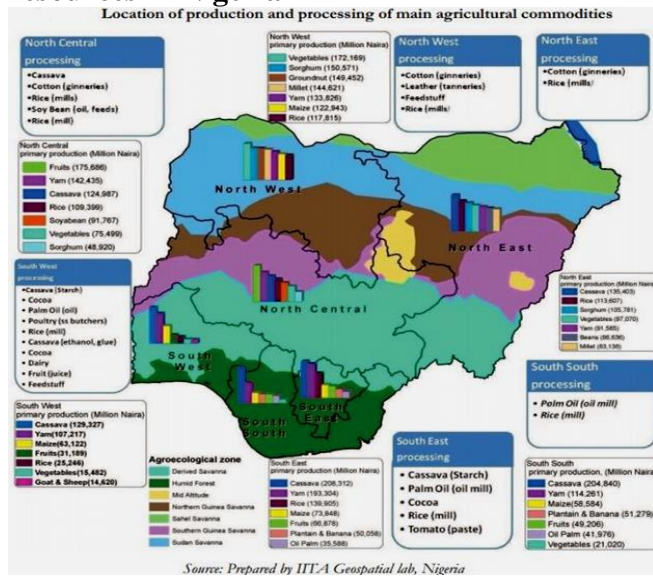 Location of production and processing of main agricultural commodities
North Central
processing
•Cassava
•Cotton (ginneries)
•Rice (mills)
•Soy Bean (oil, feeds)
•Rice (mill)
North West
primary production (Million Naira)
Vegetables (172,169)
Sorghum (150,571)
Groundnut (149,452)
Millet (144,621)
Yam (133,826)
Maize (122,943)
Rice (117,815)
North West
processing
•Cotton (ginneries)
•Leather (tanneries)
•Feedstuff
•Rice (mills)
North East
processing
•Cotton (ginneries)
•Rice (mills)
North Central
primary production (Million Naira)
Fruits (175,686)
Yam (142,435)
Cassava (124,987)
Rice (109,399)
Soyabean (91,767)
Vegetables (75,499)
Sorghum (48,920)
North West
North East
North Central
South
West
South
South
South
East
South West
processing
•Cassava (Starch)
• Cocoa
• Palm Oil (oil)
• Poultry (ss butchers)
• Rice (mill)
• Cassava (ethanol, glue)
• Cocoa
• Dairy
• Fruit (juice)
• Feedstuff
North East
primary production (Million Naira)
Cassava (135,403)
Rice (113,607)
Sorghum (105,781)
Vegetables (97,070)
Yam (91,585)
Beans (86,636)
Millet (83,138)
South South
processing
• Palm Oil (oil mill)
• Rice (mill)
South West
primary production (Million Naira)
Cassava (129,327)
Yam(107,217)
Maize(63,122)
Fruits(31,189)
Rice (25,246)
Vegetables(15,482)
Goat & Sheep(14,620)
Agroecological zone
Derived Savanna
Humid Forest
Mid Altitude
Northern Guinea Savanna
Sahel Savanna
Southern Guinea Savanna
Sudan Savanna
South East
primary production (Million Naira)
Cassava (208,312)
Yam (193,304)
Rice (139,905)
Maize (73,848)
Fruits (66,878)
Plantain & Banana (50,058)
Oil Palm (35,588)
South East
processing
• Cassava (Starch)
• Palm Oil (oil mill)
• Cocoa
• Rice (mill)
• Tomato (paste)
South South
primary production, (Million Naira)
Cassava (204,840)
Yam (114,261)
Maize(58,584)
Plantain & Banana (51,279)
Fruits (49,206)
Oil Palm (41,976)
Vegetables (21,020)
Source: Prepared by IITA Geospatial lab, Nigeria